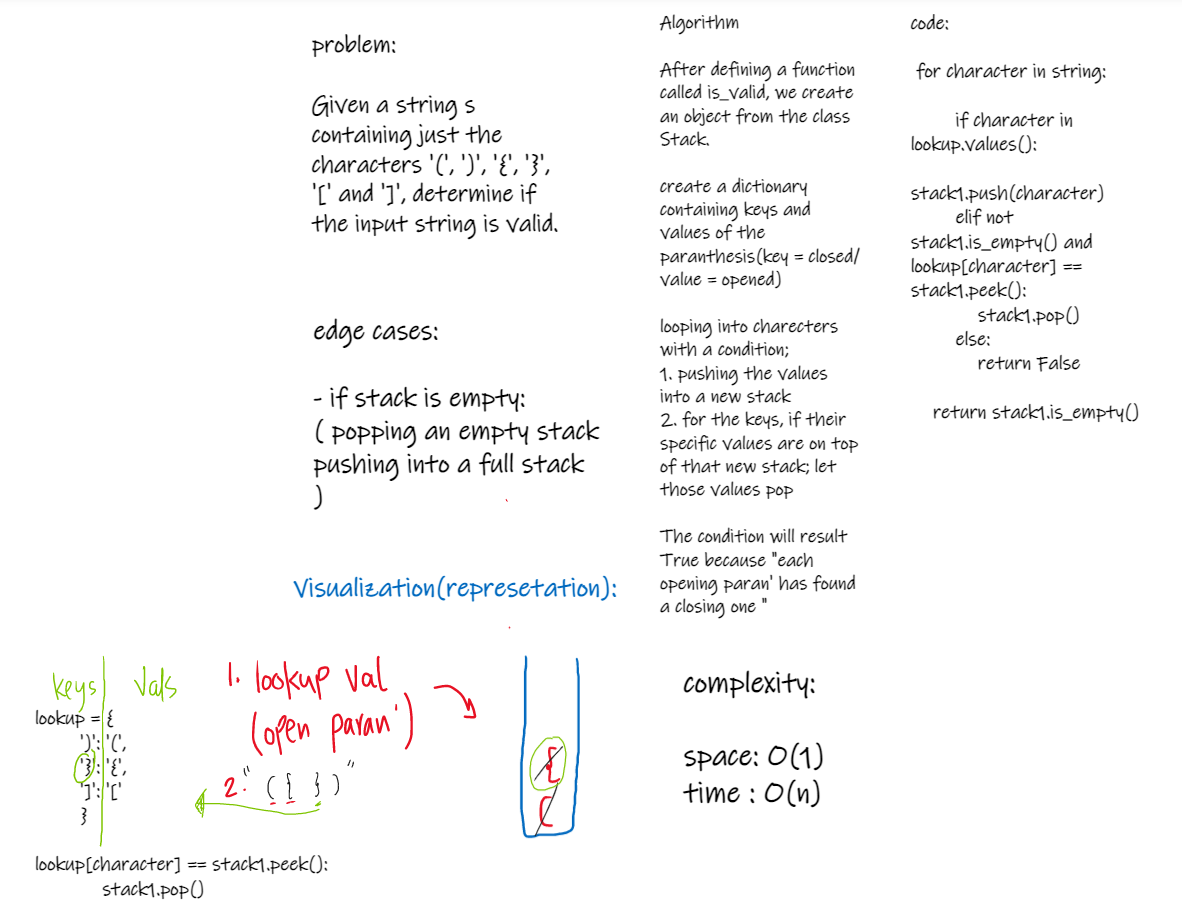 problem:
Given a string s
containing just the
characters '(', ')', '{', '}',
'[' and ']', determine if
the input string is valid.
edge cases:
- if stack is empty:
( popping an empty stack
pushing into a full stack
)
Visualization(represetation):
keys vals
lookup = {
')': '(',
'}': '{',
']': '['
}
1. lookup val
(open paran')
2. " ( { } ) "
{
(
lookup[character] == stack1.peek():
stack1.pop()
Algorithm
After defining a function
called is_valid, we create
an object from the class
Stack.
create a dictionary
containing keys and
values of the
paranthesis(key = closed/
value = opened)
looping into charecters
with a condition;
1. pushing the values
into a new stack
2. for the keys, if their
specific values are on top
of that new stack; let
those values pop
The condition will result
True because "each
opening paran' has found
a closing one "
complexity:
space: O(1)
time : O(n)
code:
for character in string:
if character in
lookup.values():
stack1.push(character)
elif not
stack1.is_empty() and
lookup[character] ==
stack1.peek():
stack1.pop()
else:
return False
return stack1.is_empty()